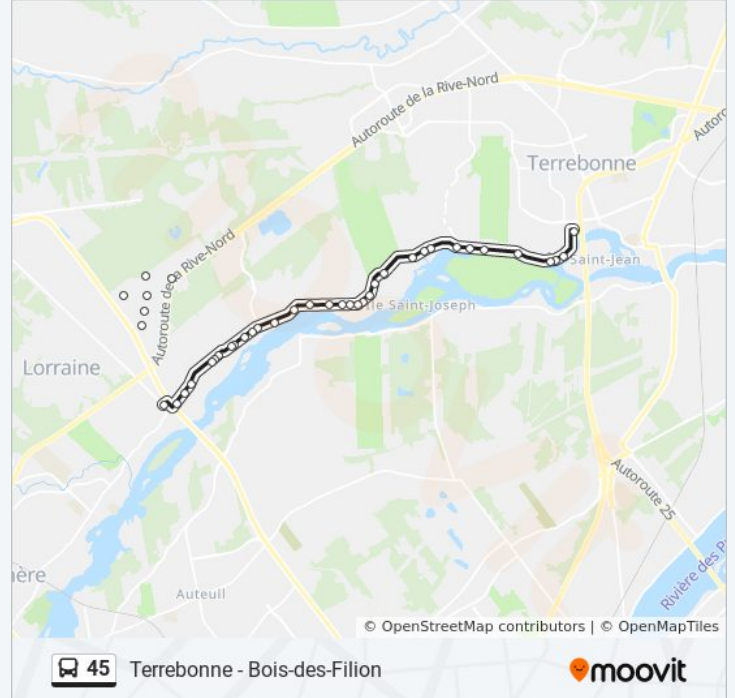 Autoroute de la Rive-Nord
Autoro
Terrebonne
Autoroute de la Rive-Nord
Saint-Jean
Île Saint-Joseph
Lorraine
Autoroute 25
ère
Auteuil
Rivière des P
© OpenStreetMap contributors | © OpenMapTiles
45 Terrebonne - Bois-des-Filion
moovit